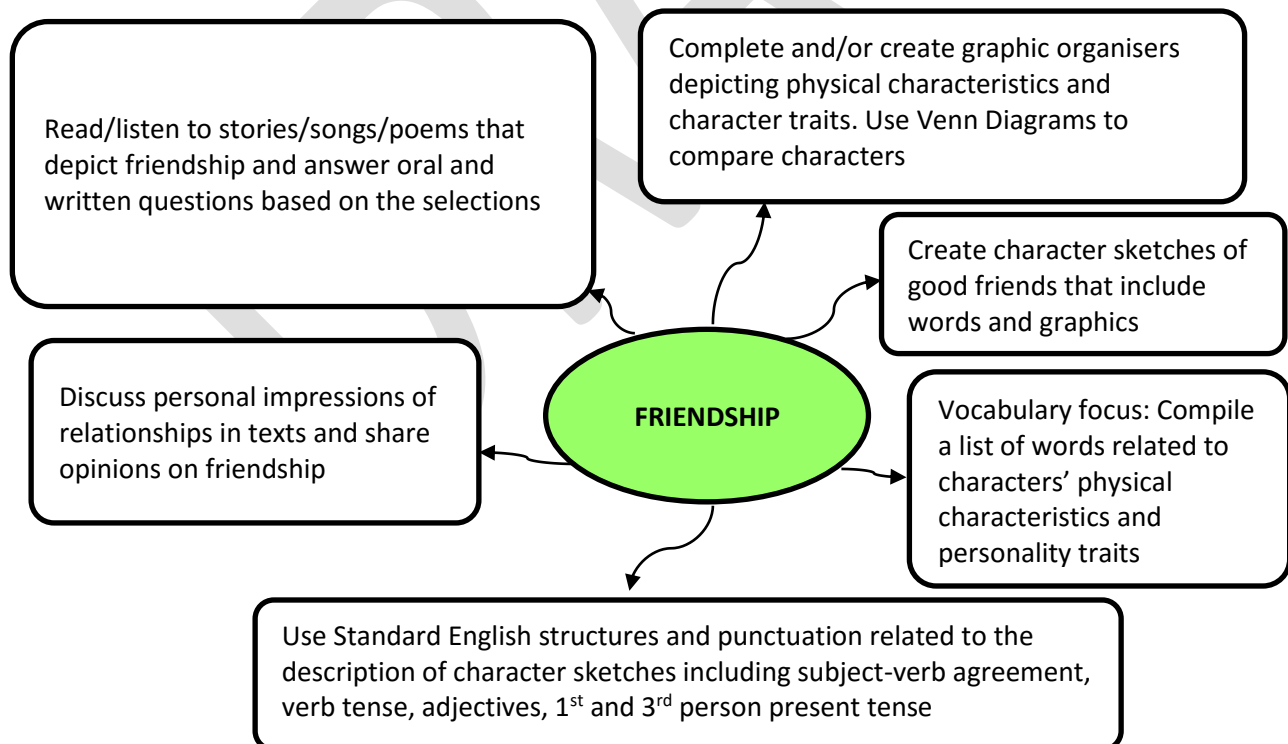 Complete and/or create graphic organisers
depicting physical characteristics and
character traits. Use Venn Diagrams to
compare characters
Read/listen to stories/songs/poems that
depict friendship and answer oral and
written questions based on the selections
Create character sketches of
good friends that include
words and graphics
Discuss personal impressions of
relationships in texts and share
opinions on friendship
FRIENDSHIP
Vocabulary focus: Compile
a list of words related to
characters’ physical
characteristics and
personality traits
Use Standard English structures and punctuation related to the
description of character sketches including subject-verb agreement,
verb tense, adjectives, 1st and 3rd person present tense